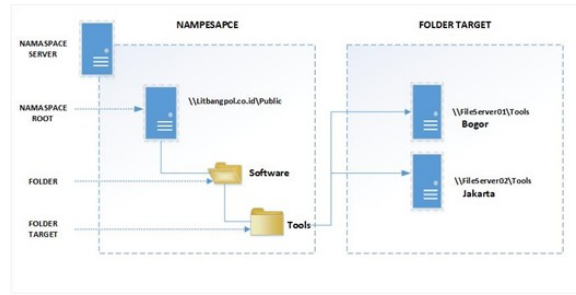 NAMPESAPCE
FOLDER TARGET
NAMASPACE
SERVER
NAMASPACE
ROOT
\\Litbangpol.co.id\Public
FOLDER
Software
FOLDER
TARGET
Tools
\\FileServer01\Tools
Bogor
\\FileServer02\Tools
Jakarta